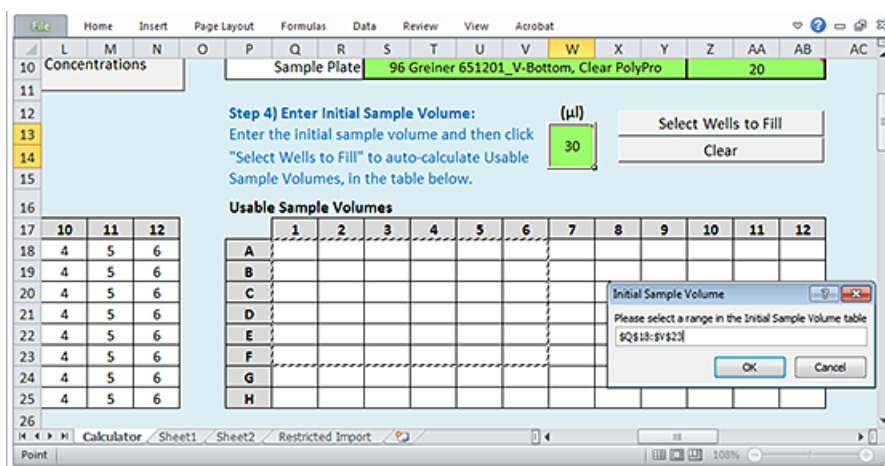 File Home Insert Page Layout Formulas Data Review View Acrobat
L M N O P Q R S T U V W X Y Z AA AB AC
10 Concentrations Sample Plate 96 Greiner 651201_V-Bottom, Clear PolyPro 20
11
12 Step 4) Enter Initial Sample Volume: (µl)
13 Enter the initial sample volume and then click 30 Select Wells to Fill
14 "Select Wells to Fill" to auto-calculate Usable Clear
15 Sample Volumes, in the table below.
16 Usable Sample Volumes
17 10 11 12 1 2 3 4 5 6 7 8 9 10 11 12
18 4 5 6 A
19 4 5 6 B
20 4 5 6 C
21 4 5 6 D
22 4 5 6 E
23 4 5 6 F
24 4 5 6 G
25 4 5 6 H
26
Initial Sample Volume
Please select a range in the Initial Sample Volume table
$Q$18:$V$23
OK Cancel
Calculator Sheet1 Sheet2 Restricted Import
Point 108%